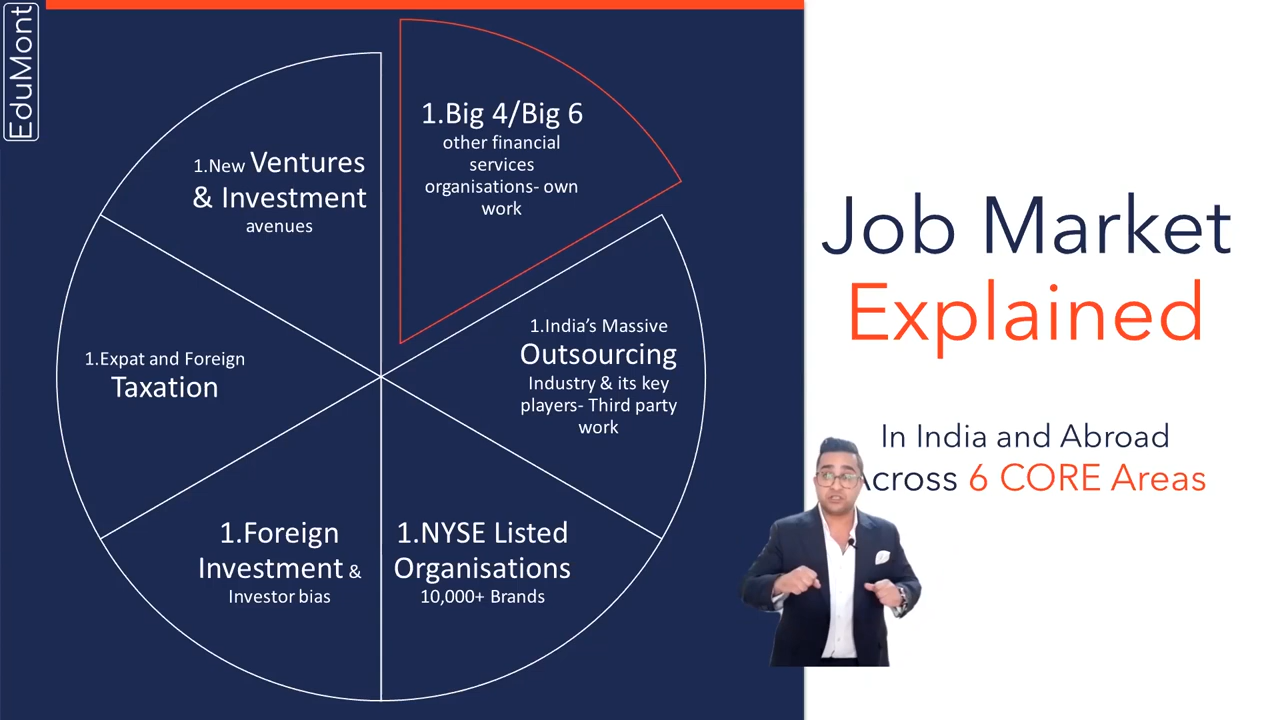 EduMont
1.Big 4/Big 6
other financial
services
organisations- own
work
1.India's Massive
Outsourcing
Industry & its key
players- Third party
work
1.NYSE Listed
Organisations
10,000+ Brands
1.Foreign
Investment &
Investor bias
1.Expat and Foreign
Taxation
1.New Ventures
& Investment
avenues
Job Market
Explained
In India and Abroad
Across 6 CORE Areas